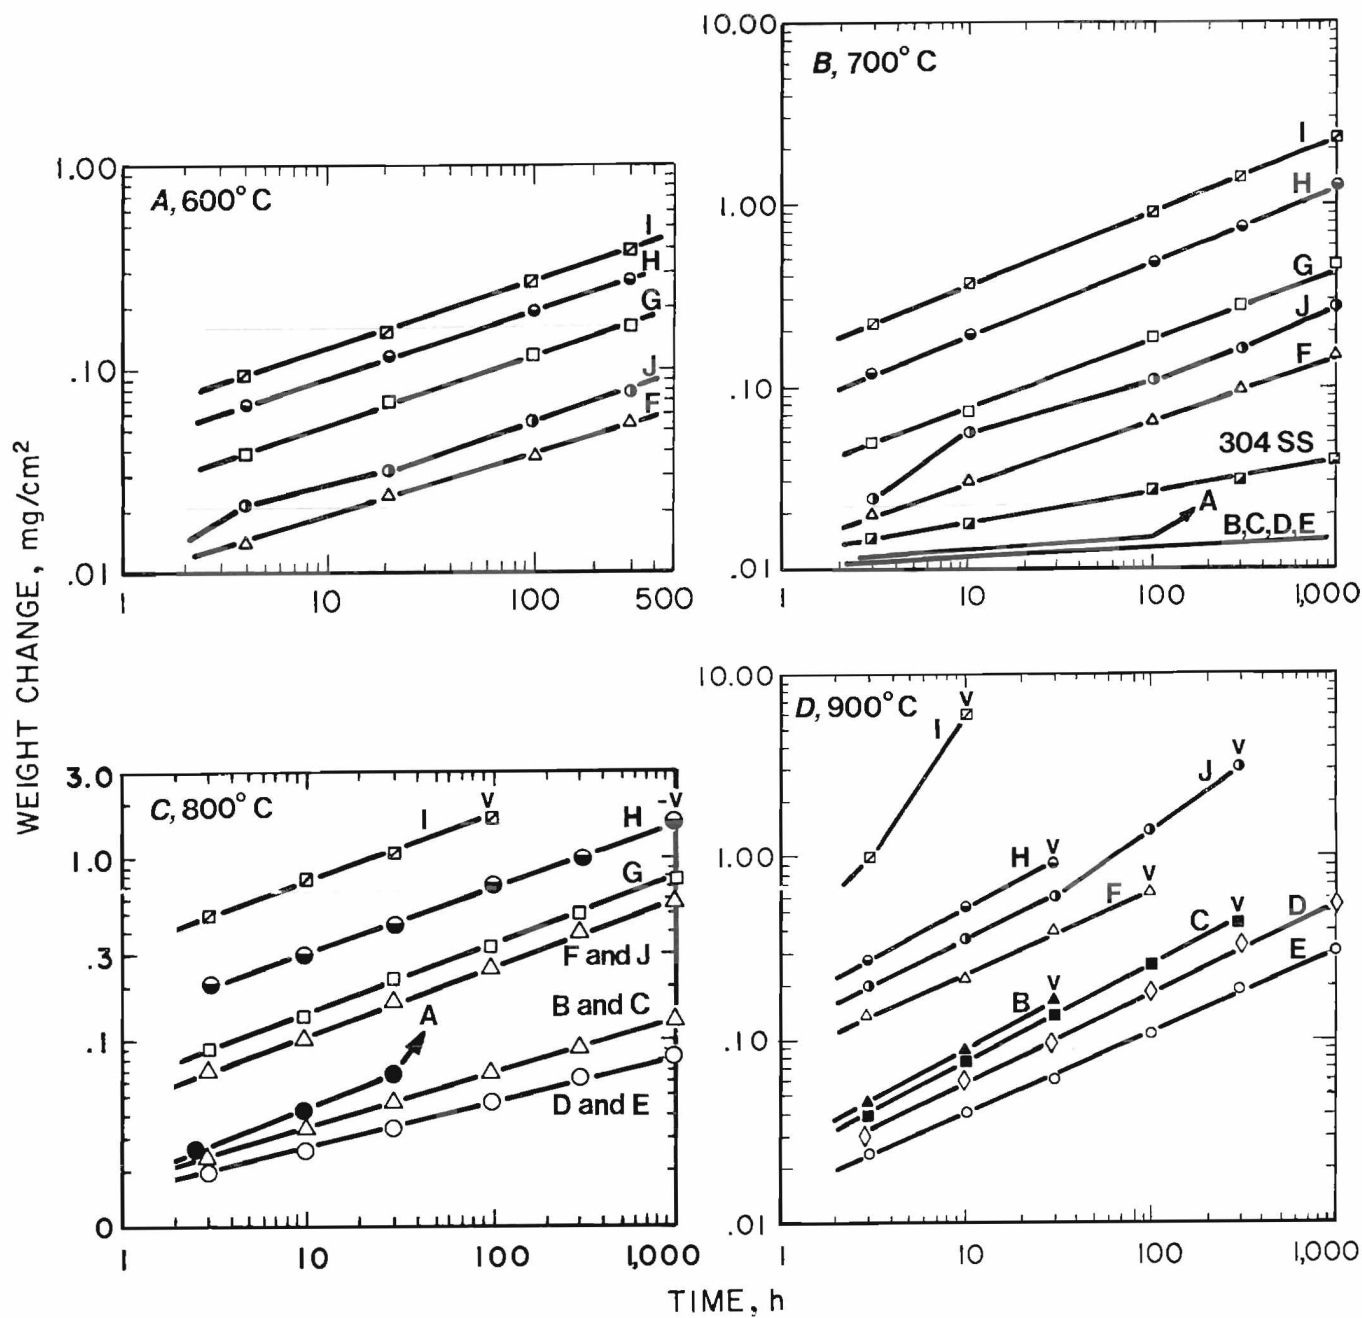 WEIGHT CHANGE, mg/cm²
A, 600° C
1.00
.10
.01
I
H
G
J
F
1
10
100
500
B, 700° C
10.00
1.00
.10
.01
I
H
G
J
F
304 SS
A
B,C,D,E
1
10
100
1,000
C, 800° C
3.0
1.0
.3
.1
0
v
-v
I
H
G
F and J
B and C
A
D and E
1
10
100
1,000
D, 900° C
10.00
1.00
.10
.01
v
I
v
J
v
H
v
F
v
C
D
E
v
B
1
10
100
1,000
TIME, h